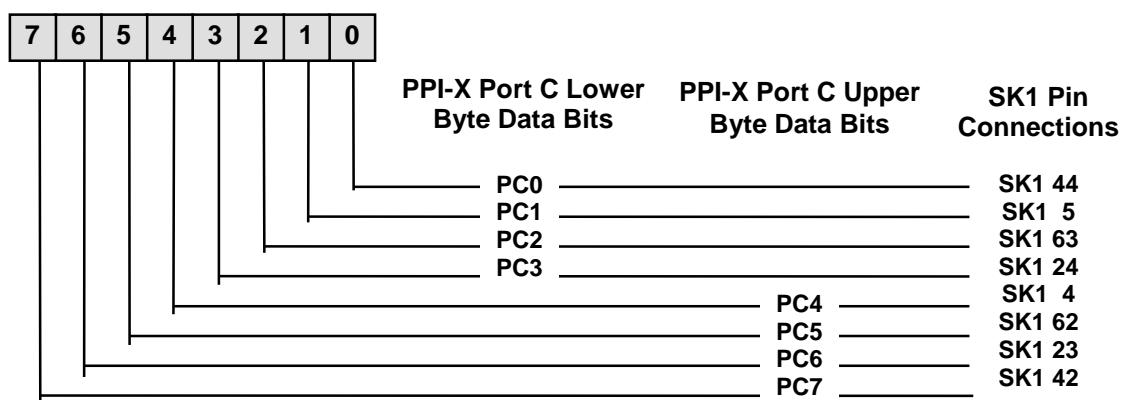 7 6 5 4 3 2 1 0
PPI-X Port C Lower Byte Data Bits
PPI-X Port C Upper Byte Data Bits
SK1 Pin Connections
PC0 SK1 44
PC1 SK1 5
PC2 SK1 63
PC3 SK1 24
PC4 SK1 4
PC5 SK1 62
PC6 SK1 23
PC7 SK1 42